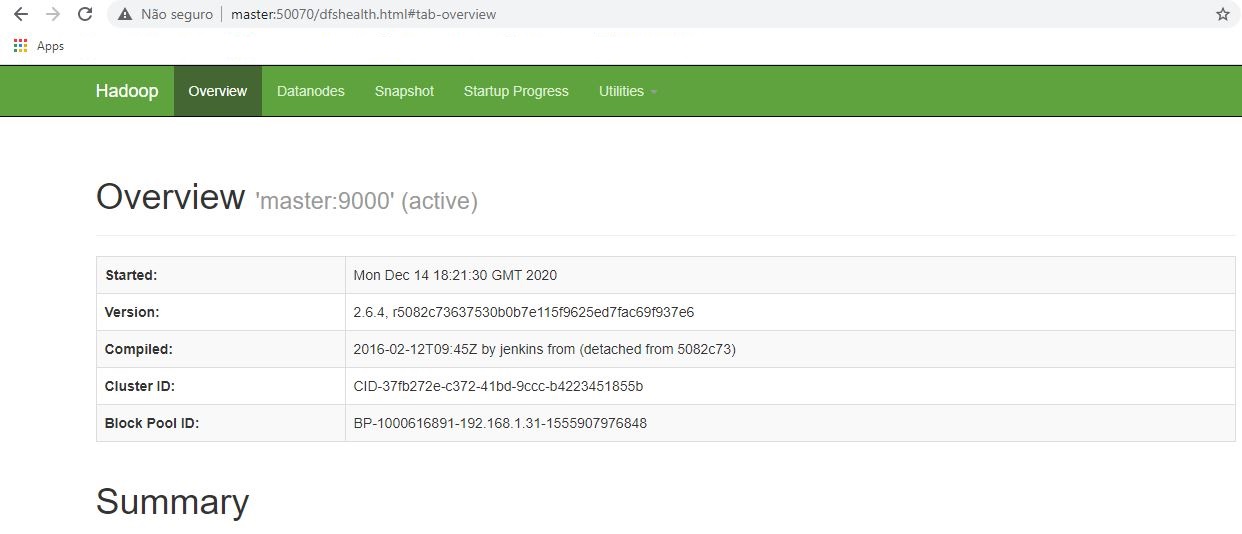 Não seguro | master:50070/dfshealth.html#tab-overview
Apps
Hadoop Overview Datanodes Snapshot Startup Progress Utilities
Overview 'master:9000' (active)
Started: Mon Dec 14 18:21:30 GMT 2020
Version: 2.6.4, r5082c73637530b0b7e115f9625ed7fac69f937e6
Compiled: 2016-02-12T09:45Z by jenkins from (detached from 5082c73)
Cluster ID: CID-37fb272e-c372-41bd-9ccc-b4223451855b
Block Pool ID: BP-1000616891-192.168.1.31-1555907976848
Summary